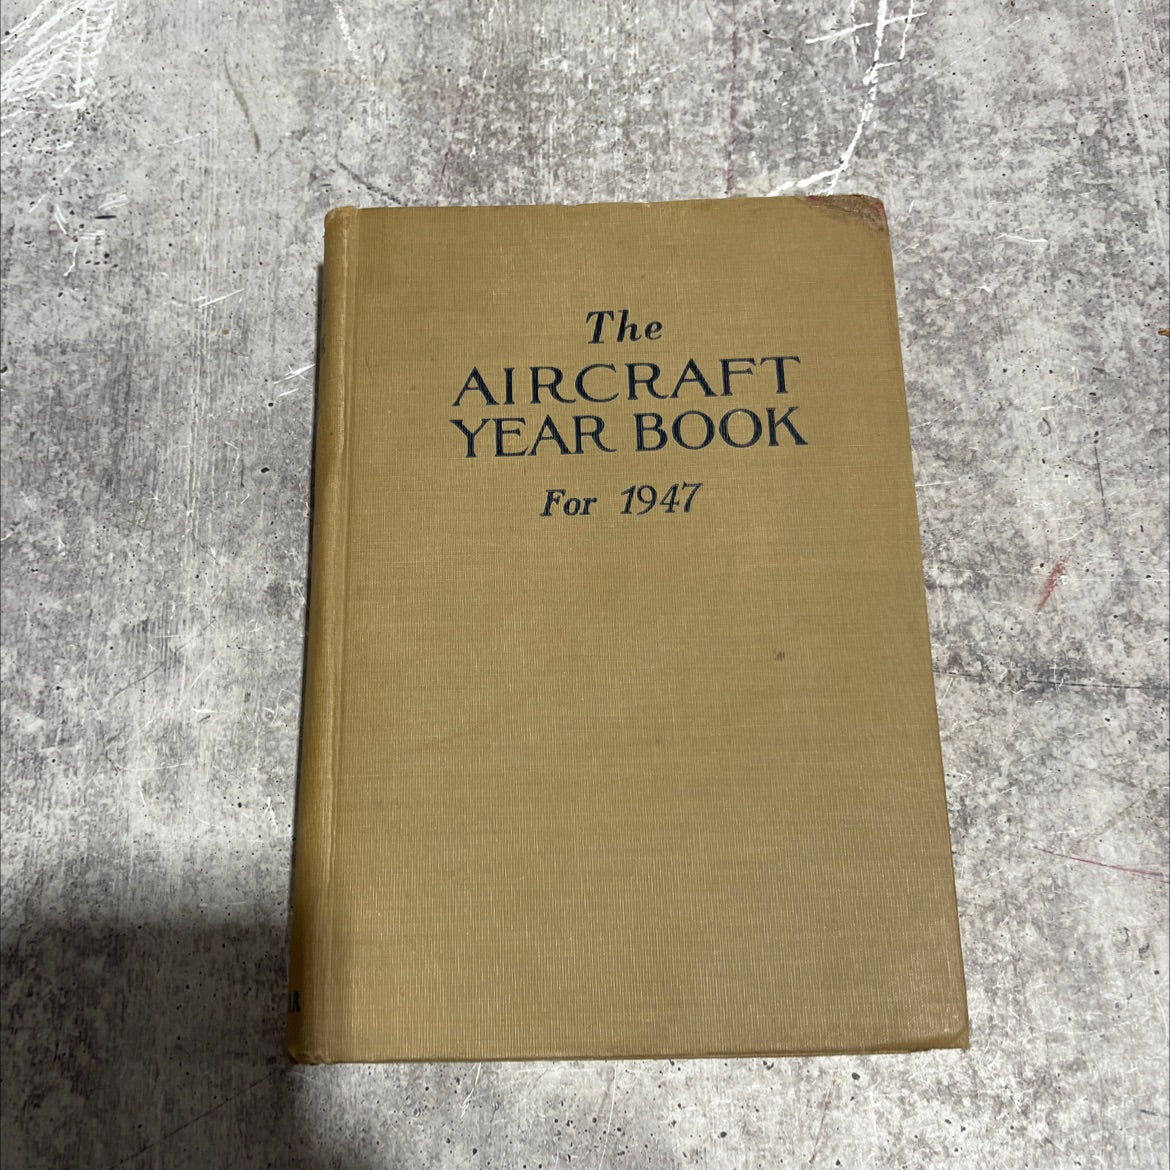 The
AIRCRAFT
YEAR BOOK
For 1947